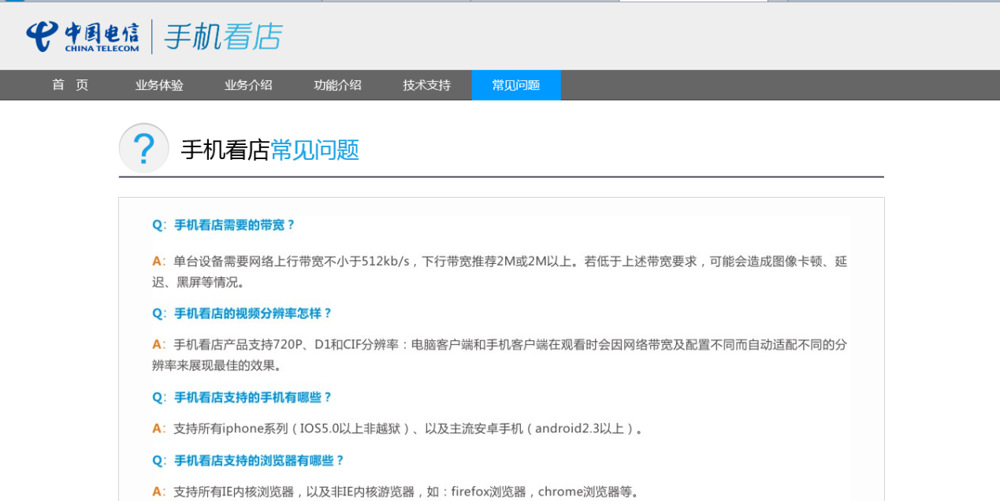 中国电信
CHINA TELECOM
手机看店
首 页 业务体验 业务介绍 功能介绍 技术支持 常见问题
?
手机看店常见问题
Q：手机看店需要的带宽？
A：单台设备需要网络上行带宽不小于512kb/s，下行带宽推荐2M或2M以上。若低于上述带宽要求，可能会造成图像卡顿、延
迟、黑屏等情况。
Q：手机看店的视频分辨率怎样？
A：手机看店产品支持720P、D1和CIF分辨率：电脑客户端和手机客户端在观看时会因网络带宽及配置不同而自动适配不同的分
辨率来展现最佳的效果。
Q：手机看店支持的手机有哪些？
A：支持所有iphone系列（IOS5.0以上非越狱）、以及主流安卓手机（android2.3以上）。
Q：手机看店支持的浏览器有哪些？
A：支持所有IE内核浏览器，以及非IE内核游览器，如：firefox浏览器，chrome浏览器等。